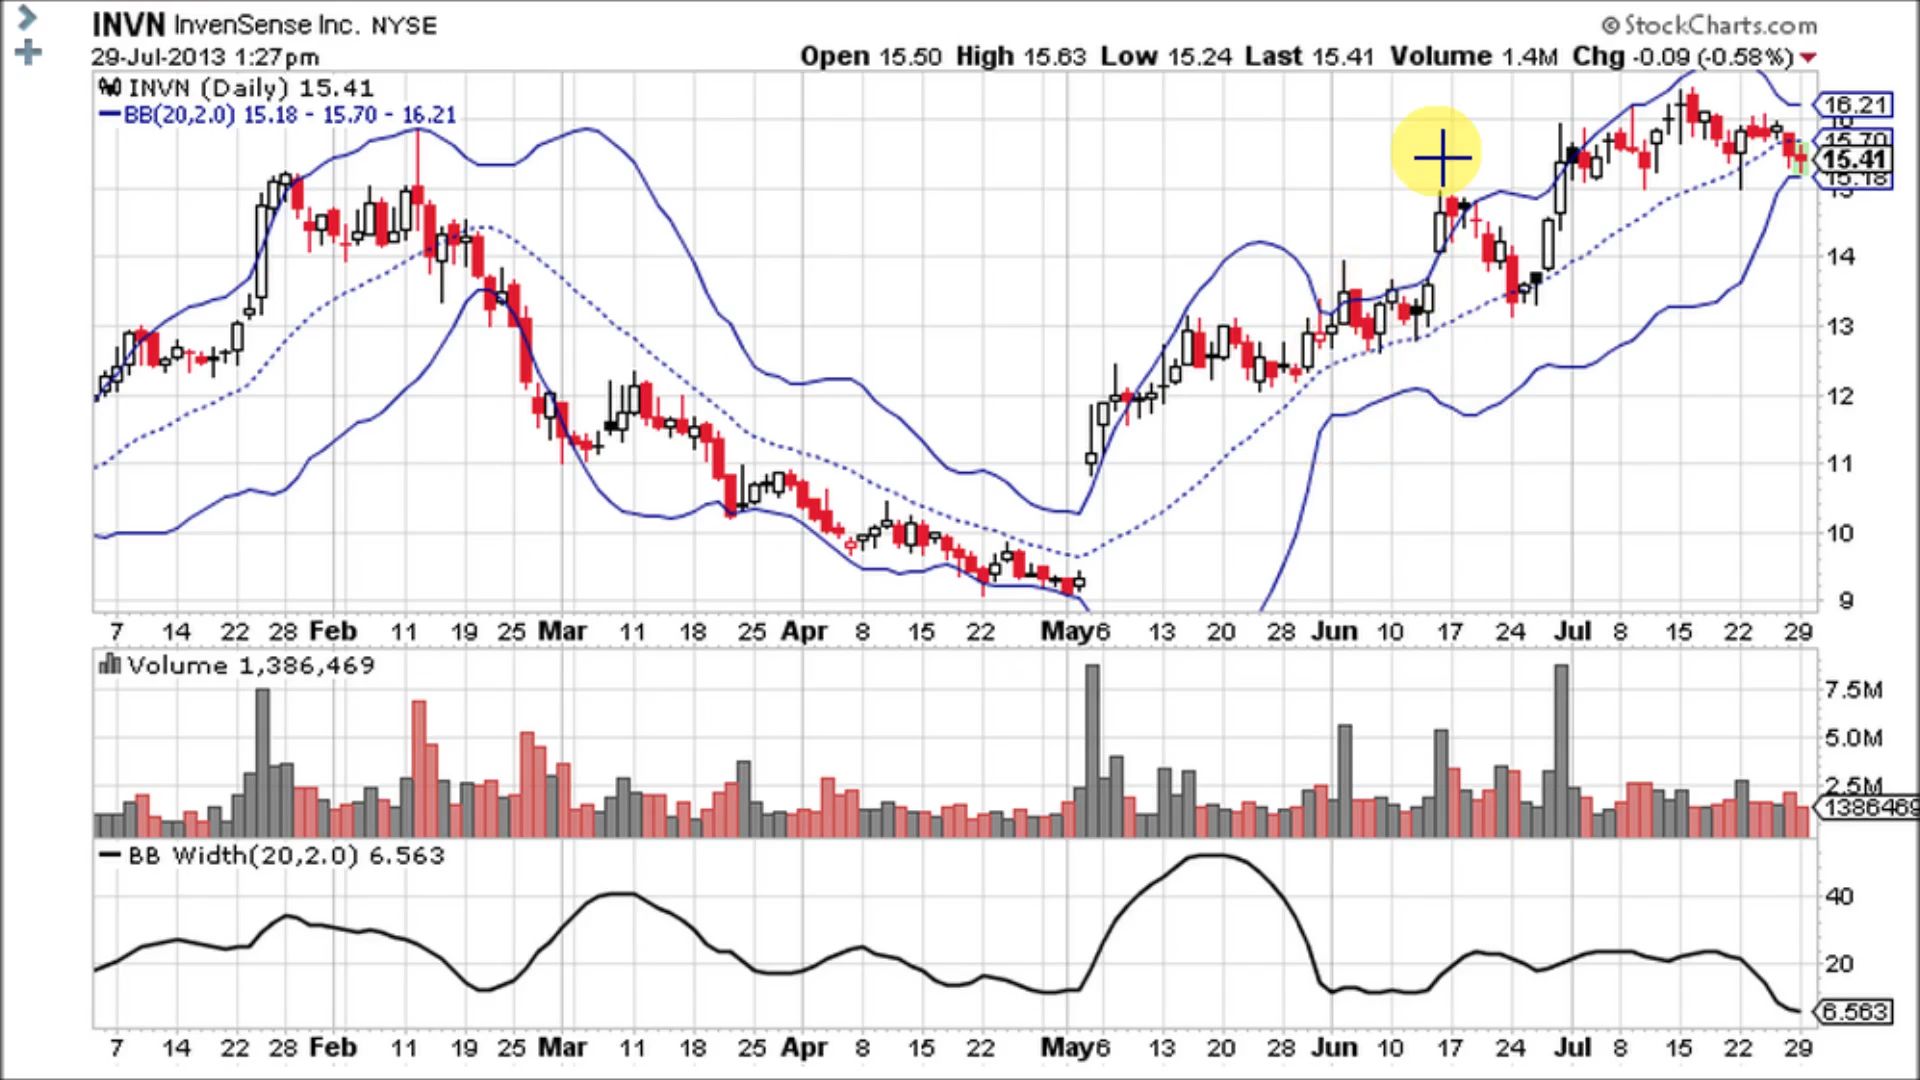 INVN InvenSense Inc. NYSE
© StockCharts.com
29-Jul-2013 1:27pm
Open 15.50 High 15.63 Low 15.24 Last 15.41 Volume 1.4M Chg -0.09 (-0.58%)
INVN (Daily) 15.41
BB(20,2.0) 15.18 - 15.70 - 16.21
16.21
16
15.70
15.41
15.18
15
14
13
12
11
10
9
7 14 22 28 Feb 11 19 25 Mar 11 18 25 Apr 8 15 22 May 6 13 20 28 Jun 10 17 24 Jul 8 15 22 29
Volume 1,386,469
7.5M
5.0M
2.5M
1386469
BB Width(20,2.0) 6.563
40
20
6.563
7 14 22 28 Feb 11 19 25 Mar 11 18 25 Apr 8 15 22 May 6 13 20 28 Jun 10 17 24 Jul 8 15 22 29